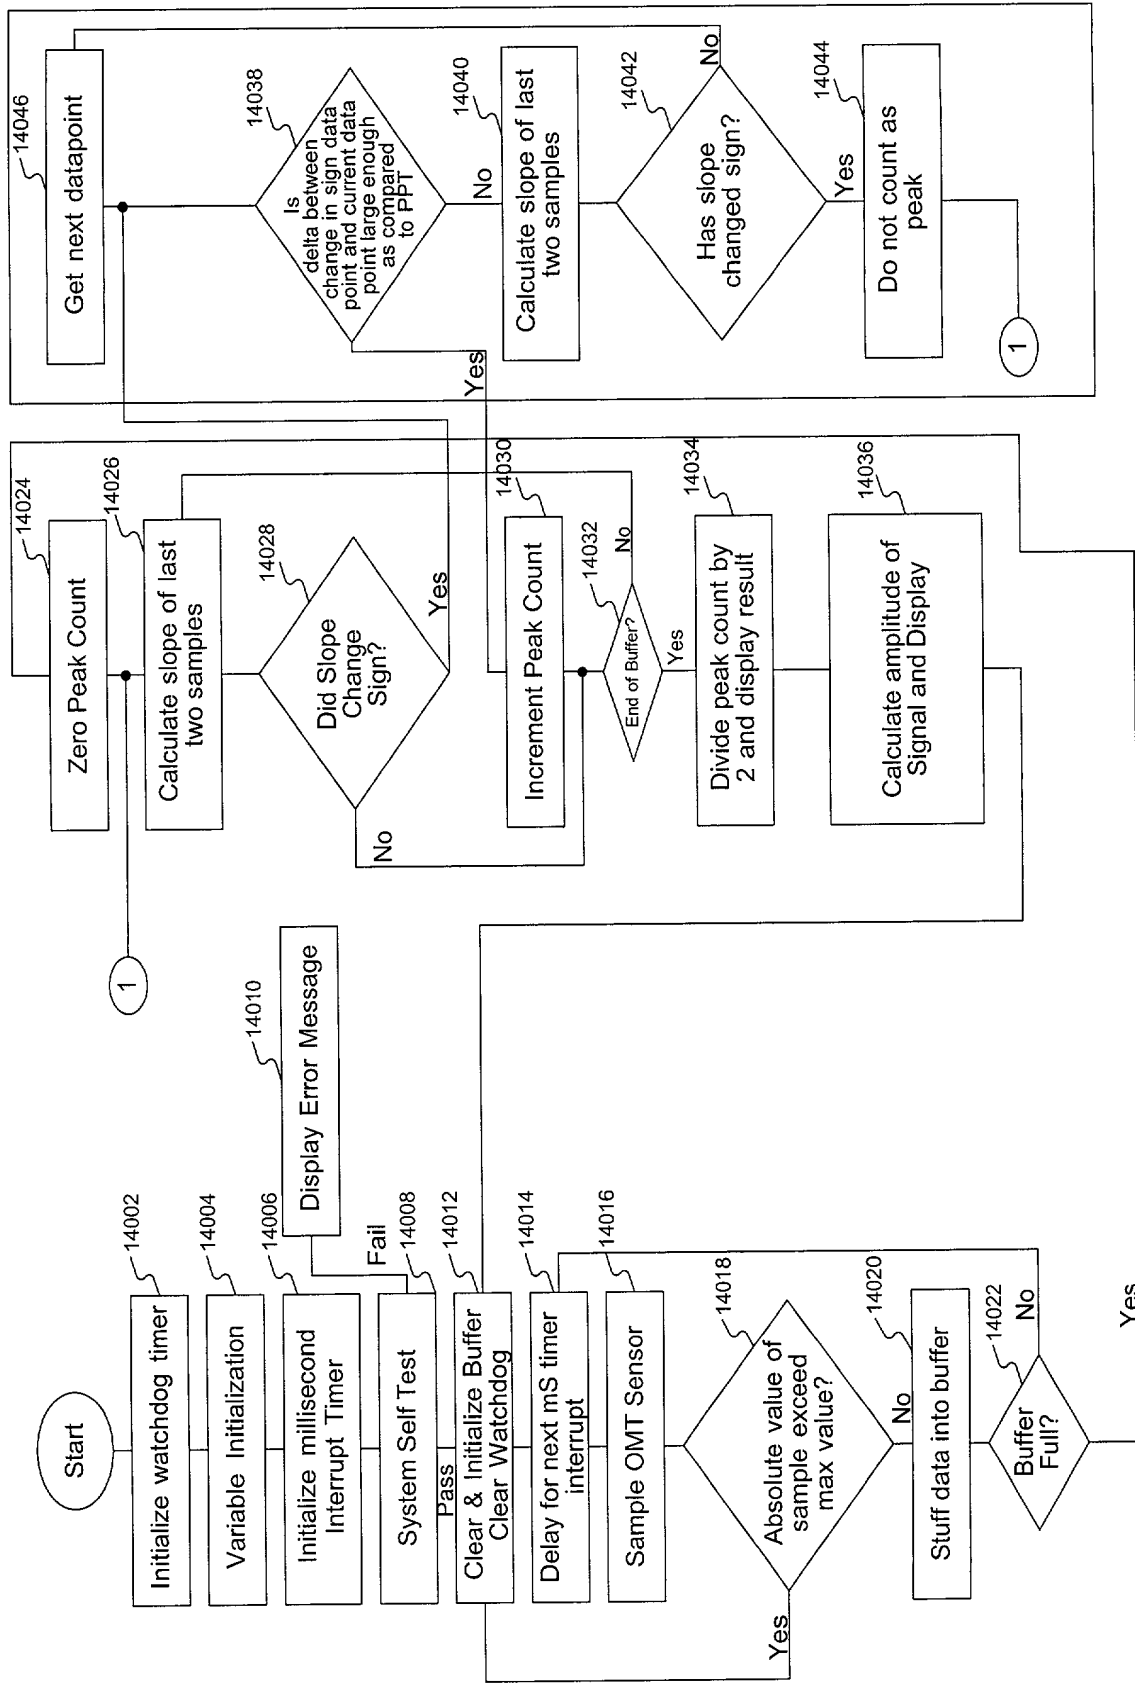 Start
14002
Initialize watchdog timer
14004
Variable Initialization
14006
Initialize millisecond
Interrupt Timer
14008
System Self Test
Fail
14010
Display Error Message
Pass
14012
Clear & Initialize Buffer
Clear Watchdog
14014
Delay for next mS timer
interrupt
14016
Sample OMT Sensor
14018
Absolute value of
sample exceed
max value?
Yes
No
14020
Stuff data into buffer
14022
Buffer
Full?
No
Yes
1
14024
Zero Peak Count
14026
Calculate slope of last
two samples
14028
Did Slope
Change
Sign?
No
Yes
14030
Increment Peak Count
14032
End of Buffer?
No
Yes
14034
Divide peak count by
2 and display result
14036
Calculate amplitude of
Signal and Display
14046
Get next datapoint
14038
Is
delta between
change in sign data
point and current data
point large enough
as compared
to PPT
Yes
No
14040
Calculate slope of last
two samples
14042
Has slope
changed sign?
No
Yes
14044
Do not count as
peak
1